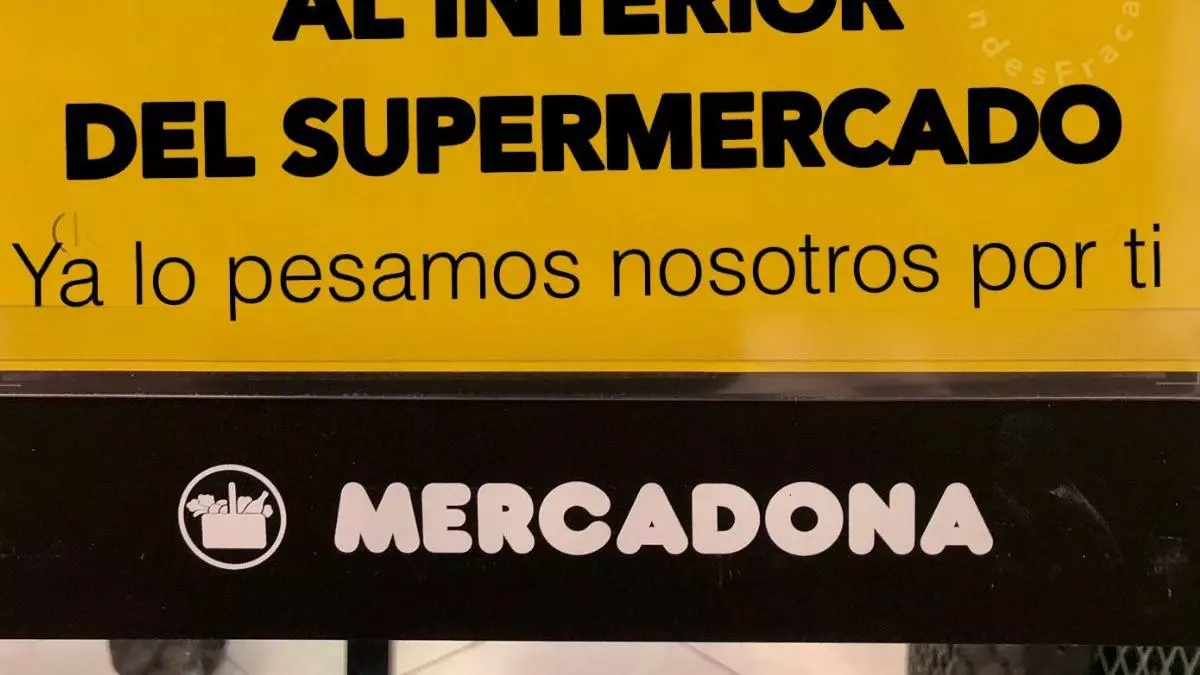 AL INTERIOR
DEL SUPERMERCADO
Ya lo pesamos nosotros por ti
MERCADONA